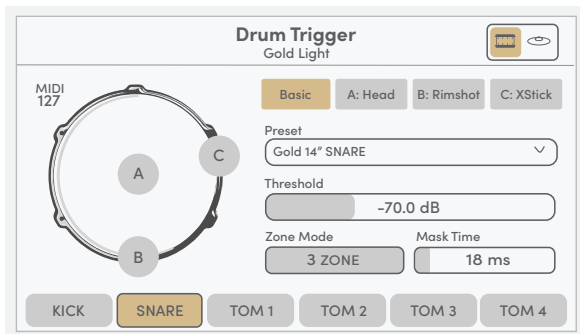 Drum Trigger
Gold Light
MIDI
127
Basic
A: Head
B: Rimshot
C: XStick
Preset
Gold 14″ SNARE
A
C
B
Threshold
-70.0 dB
Zone Mode
Mask Time
3 ZONE
18 ms
KICK
SNARE
TOM 1
TOM 2
TOM 3
TOM 4